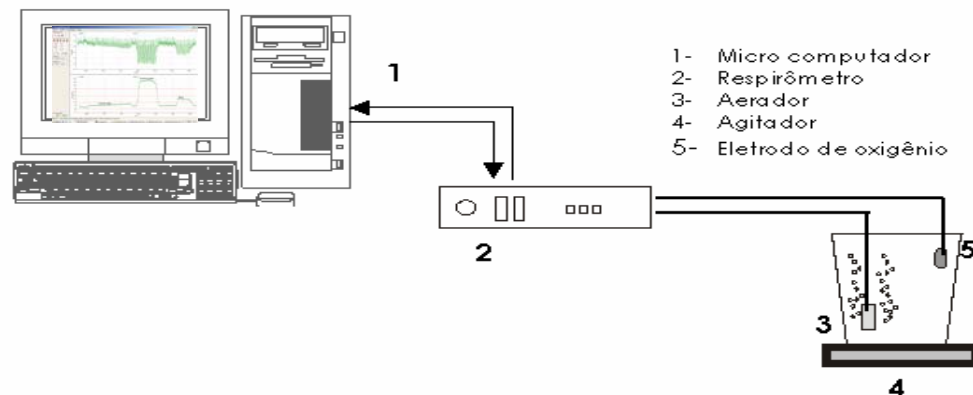 1
1- Micro computador
2- Respirômetro
3- Aerador
4- Agitador
5- Eletrodo de oxigênio
2
5
3
4